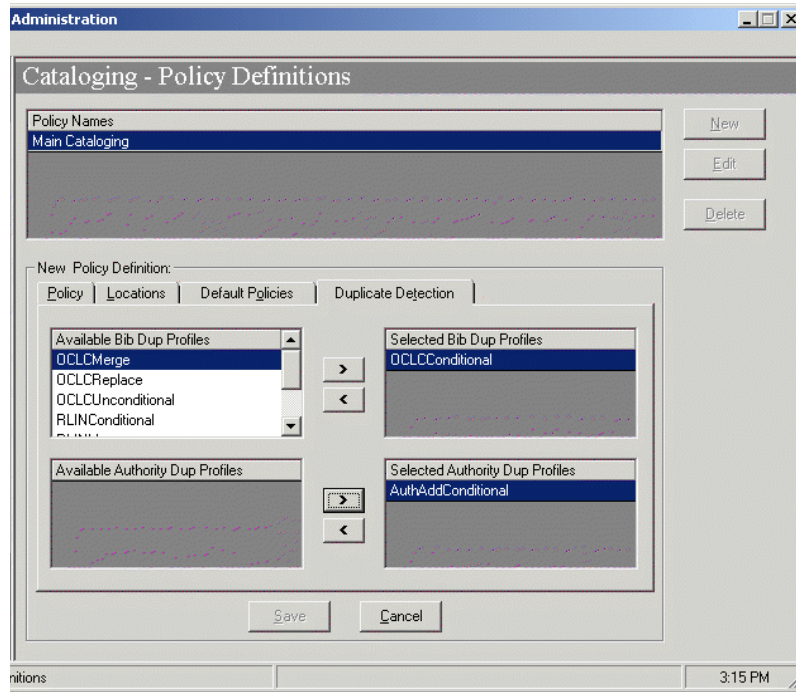 Administration
Cataloging - Policy Definitions
Policy Names
Main Cataloging
New
Edit
Delete
New Policy Definition:
Policy
Locations
Default Policies
Duplicate Detection
Available Bib Dup Profiles
OCLCMerge
OCLCReplace
OCLCUnconditional
RLINConditional
>
<
Selected Bib Dup Profiles
OCLCConditional
Available Authority Dup Profiles
>
<
Selected Authority Dup Profiles
AuthAddConditional
Save
Cancel
nitions
3:15 PM